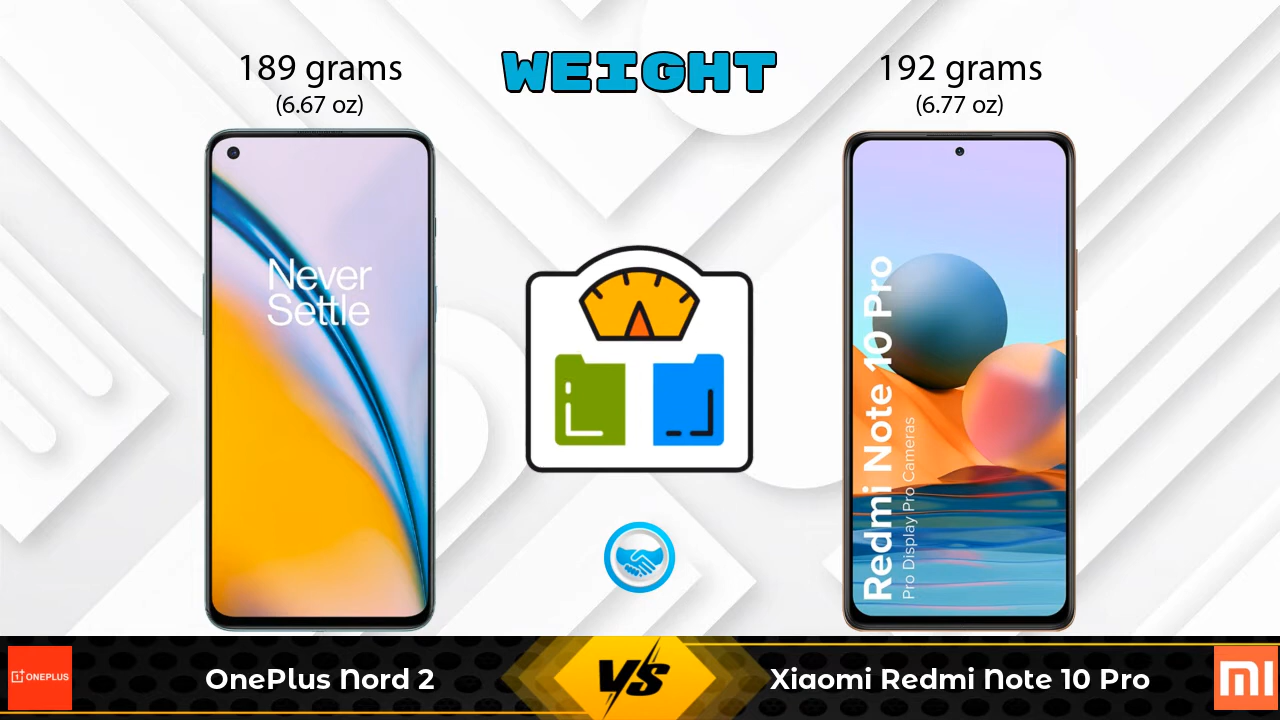 189 grams
(6.67 oz)
WEIGHT
192 grams
(6.77 oz)
Never
Settle
Redmi Note 10 Pro
Pro Display Pro Cameras
ONEPLUS
OnePlus Nord 2
VS
Xiaomi Redmi Note 10 Pro
MI